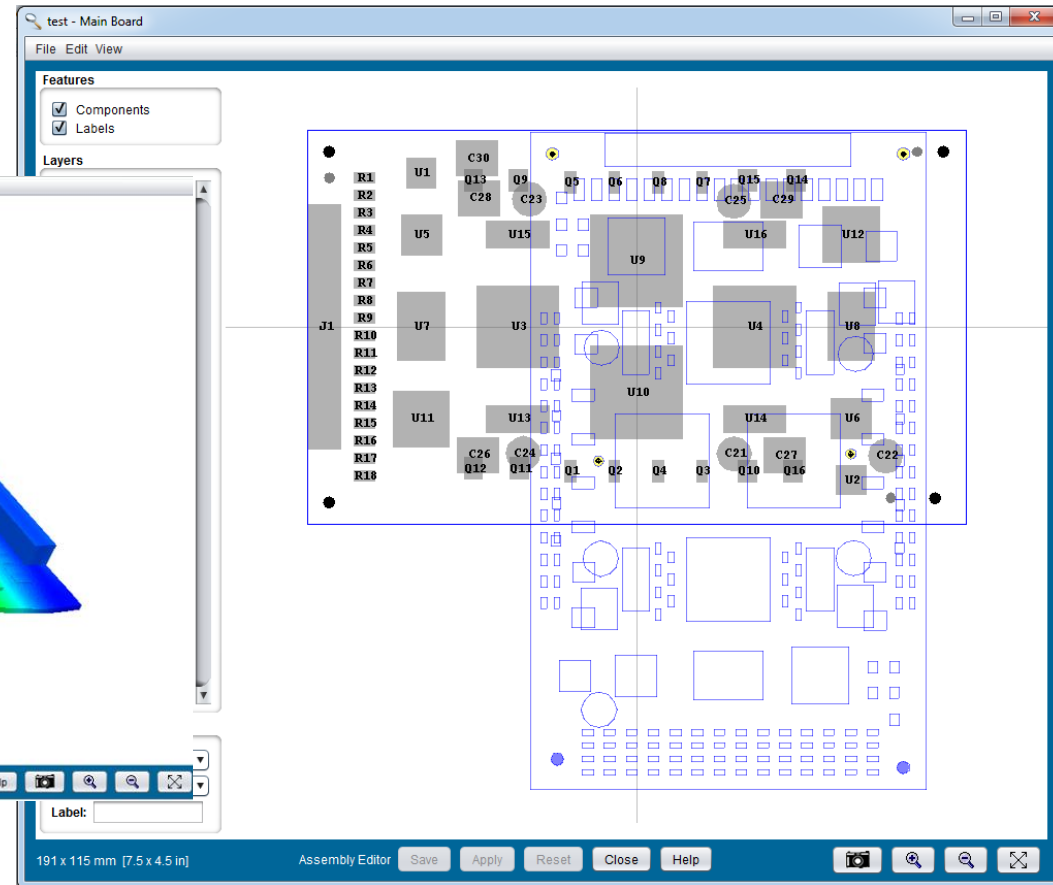 test - Main Board
File Edit View
Features
Components
Labels
Layers
C30
U1
R1
Q13
Q9
Q5
Q6
Q8
Q7
Q15
Q14
R2
C28
C23
C25
C29
R3
R4
U5
U15
U16
U12
R5
R6
U9
R7
R8
R9
J1
U7
U3
U4
U8
R10
R11
R12
R13
U10
R14
R15
U11
U13
U14
U6
R16
C26
C24
C21
C27
C22
R17
Q12
Q11
Q1
Q2
Q4
Q3
Q10
Q16
R18
U2
lp
Label:
191 x 115 mm [7.5 x 4.5 in]
Assembly Editor
Save
Apply
Reset
Close
Help